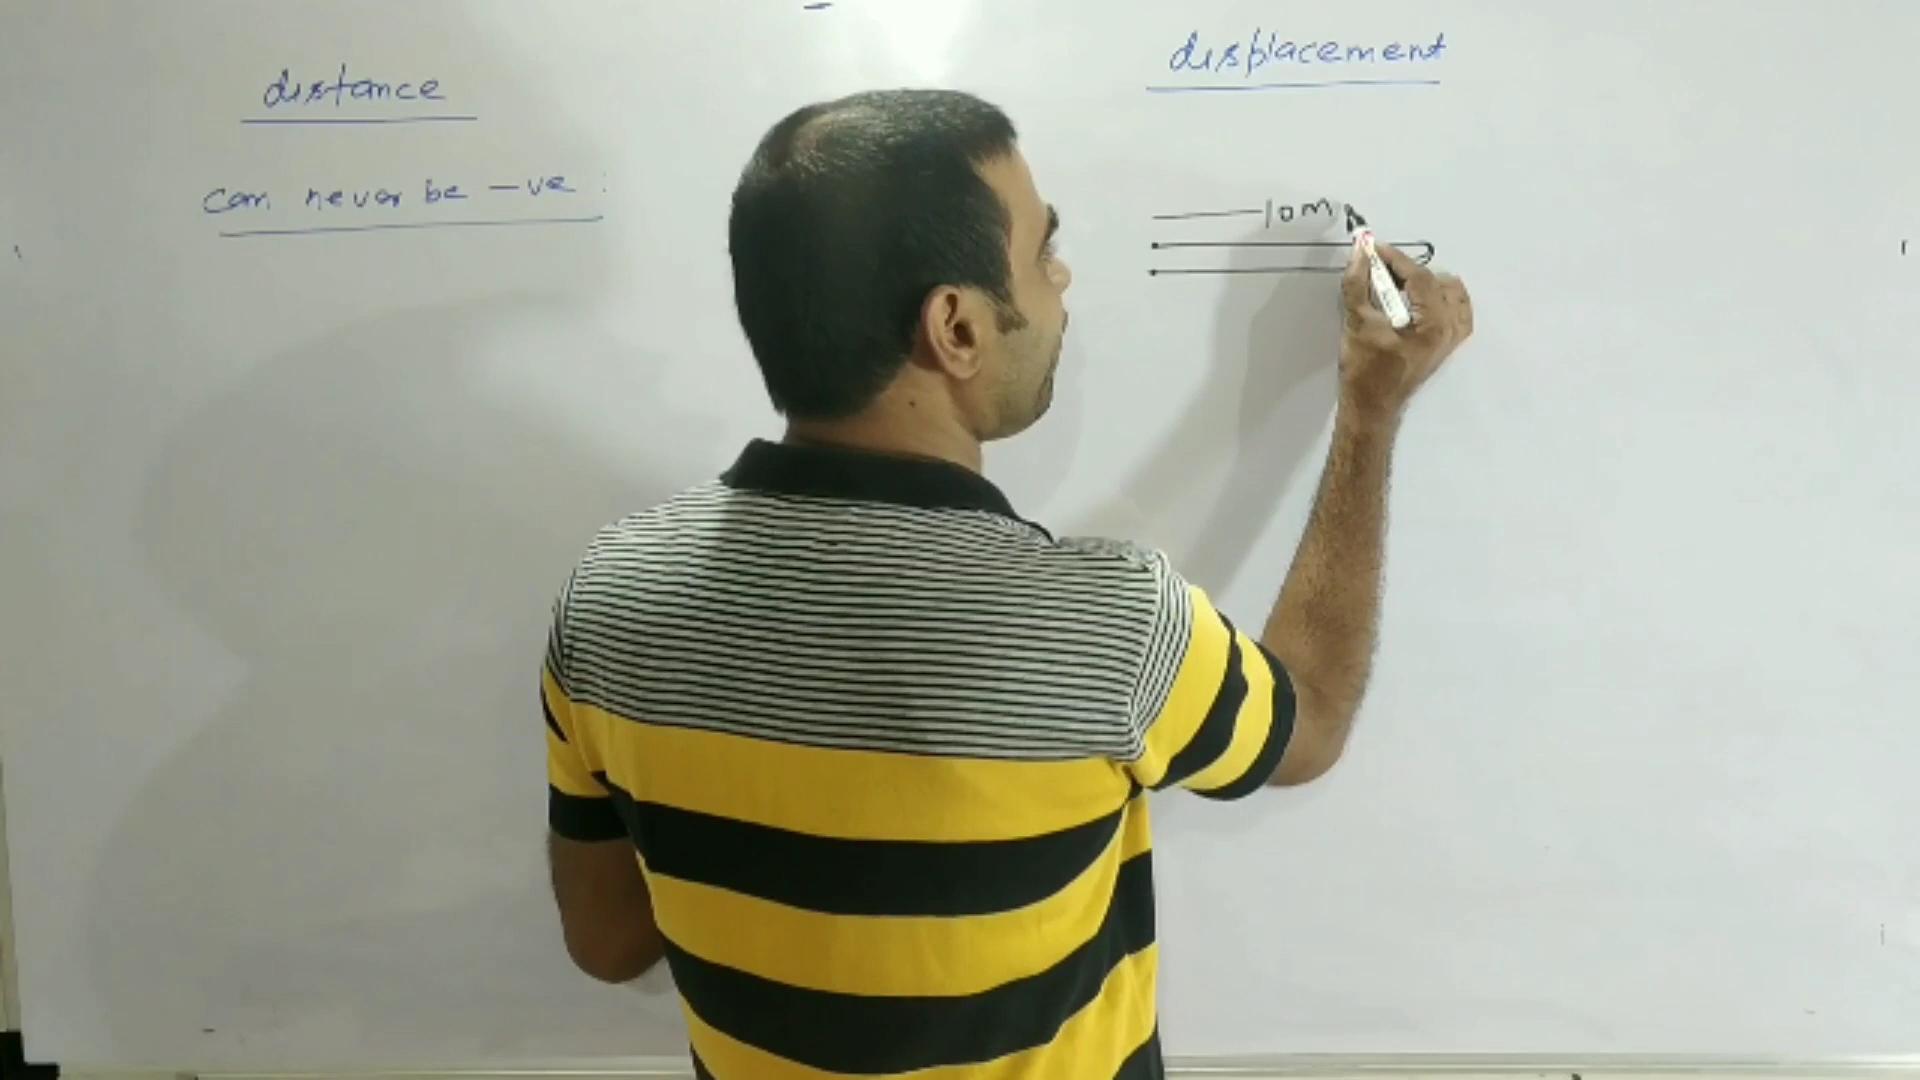 distance
can never be -ve :
displacement
10m